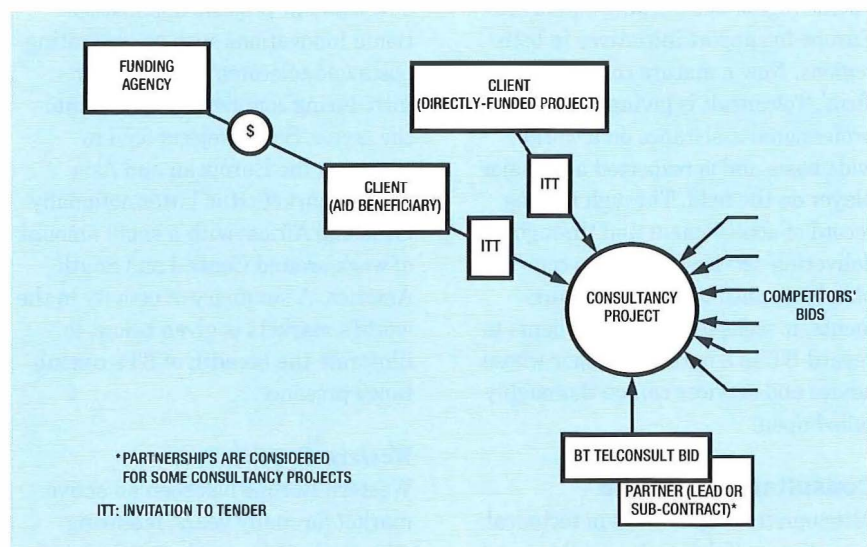 FUNDING
AGENCY
$
CLIENT
(AID BENEFICIARY)
ITT
CLIENT
(DIRECTLY-FUNDED PROJECT)
ITT
CONSULTANCY
PROJECT
COMPETITORS'
BIDS
BT TELCONSULT BID
PARTNER (LEAD OR
SUB-CONTRACT)*
*PARTNERSHIPS ARE CONSIDERED
FOR SOME CONSULTANCY PROJECTS
ITT: INVITATION TO TENDER